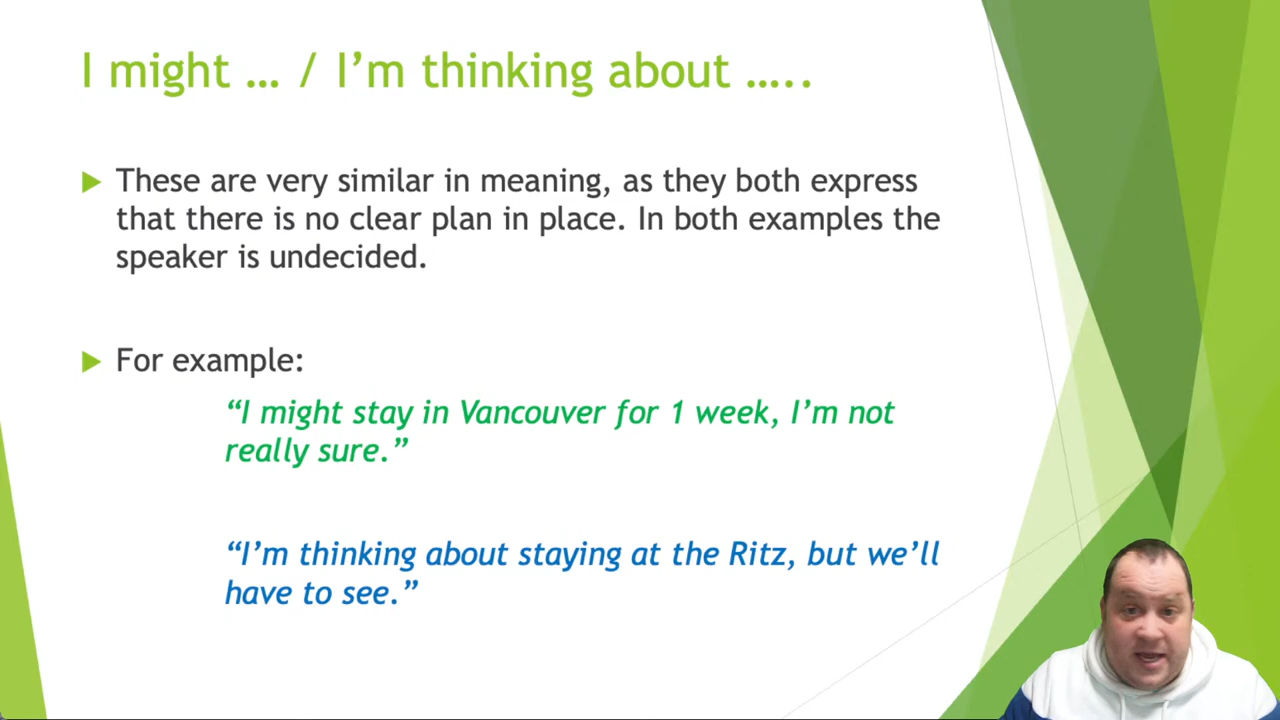 I might … / I’m thinking about …..
These are very similar in meaning, as they both express
that there is no clear plan in place. In both examples the
speaker is undecided.
For example:
“I might stay in Vancouver for 1 week, I’m not
really sure.”
“I’m thinking about staying at the Ritz, but we’ll
have to see.”